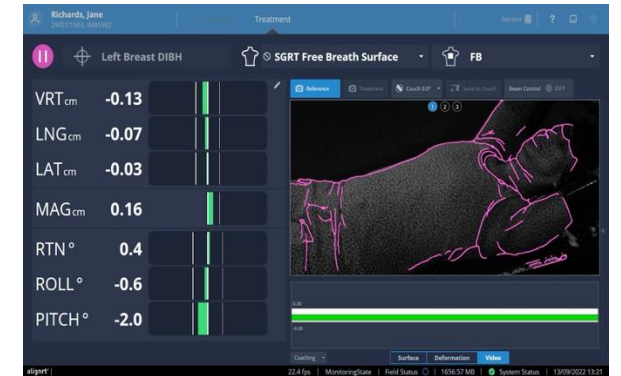 Richards, Jane
Treatment
Service
?
Left Breast DIBH
SGRT Free Breath Surface
FB
VRT cm -0.13
LNG cm -0.07
LAT cm -0.03
MAG cm 0.16
RTN ° 0.4
ROLL ° -0.6
PITCH ° -2.0
Reference
Treatment
Couch 0.0°
Send to Couch
Beam Control
OFF
1 2 3
0.30
-0.30
Coaching
Surface Deformation Video
alignrt
22.4 fps | MonitoringState | Field Status | 1656.57 MB | System Status | 13/09/2022 13:21